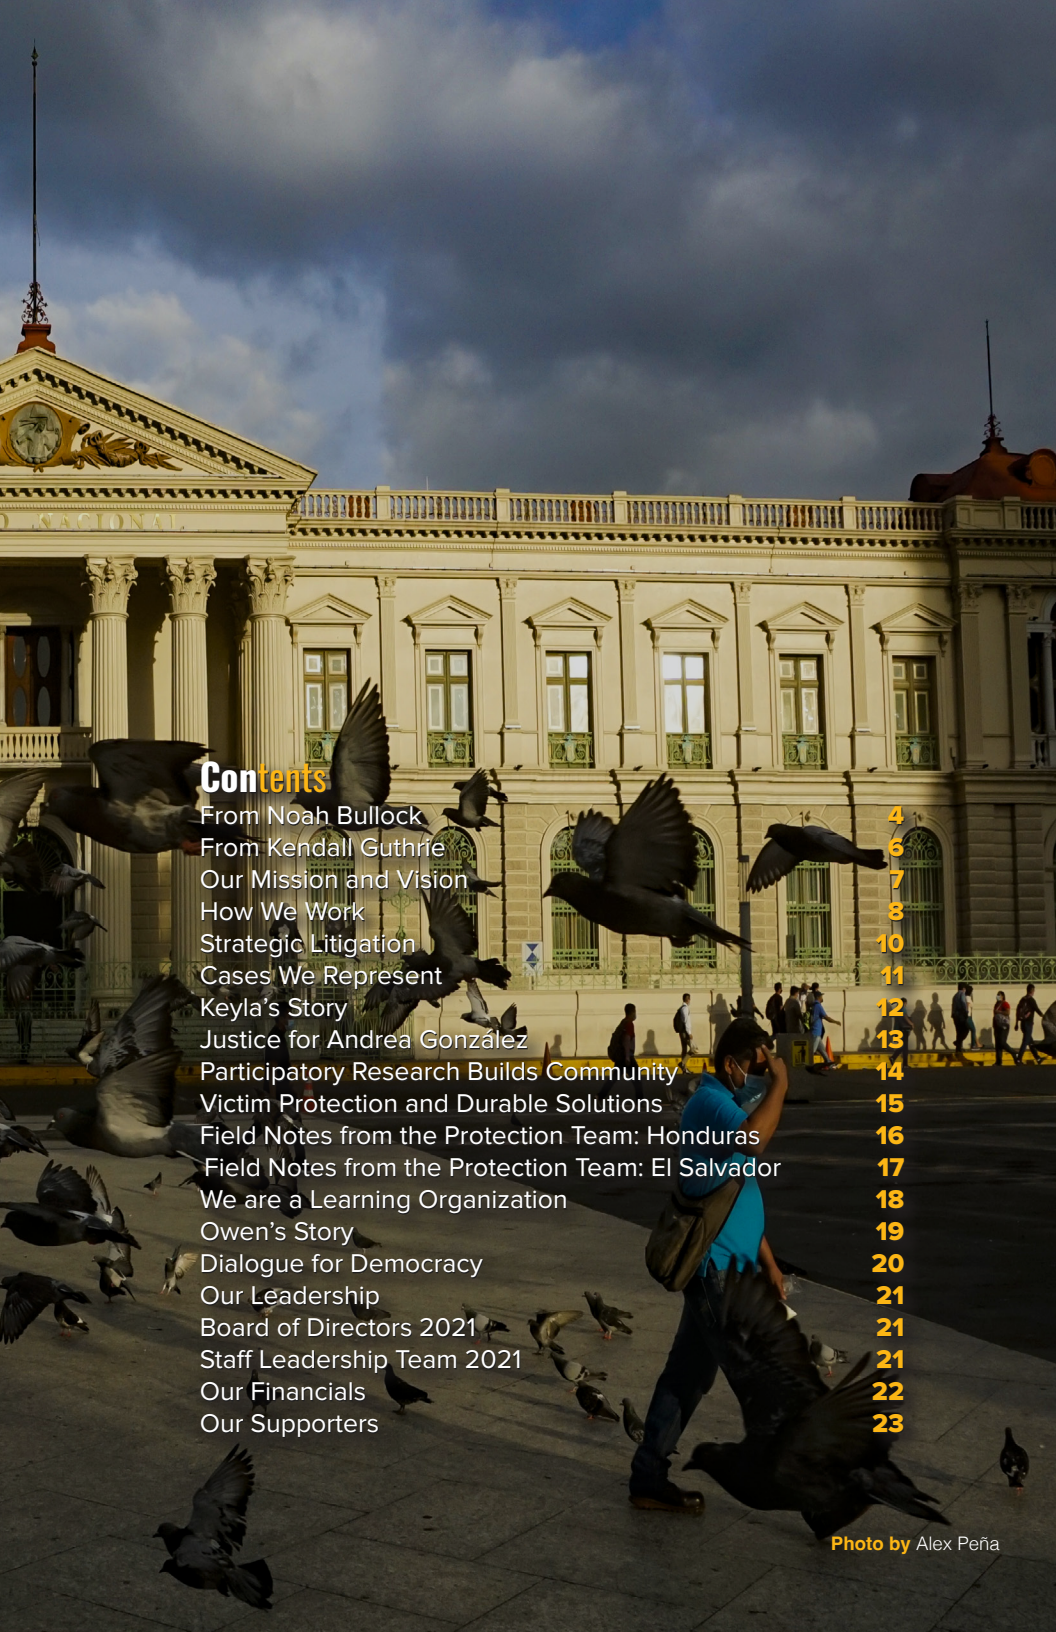 O NACIONAL
Contents
From Noah Bullock 4
From Kendall Guthrie 6
Our Mission and Vision 7
How We Work 8
Strategic Litigation 10
Cases We Represent 11
Keyla’s Story 12
Justice for Andrea González 13
Participatory Research Builds Community 14
Victim Protection and Durable Solutions 15
Field Notes from the Protection Team: Honduras 16
Field Notes from the Protection Team: El Salvador 17
We are a Learning Organization 18
Owen’s Story 19
Dialogue for Democracy 20
Our Leadership 21
Board of Directors 2021 21
Staff Leadership Team 2021 21
Our Financials 22
Our Supporters 23
Photo by Alex Peña